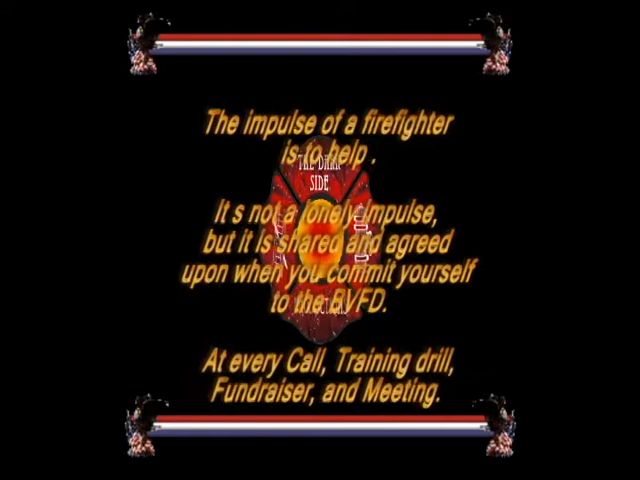 The impulse of a firefighter
is to help .
It s not a lonely impulse,
but it is shared and agreed
upon when you commit yourself
to the BVFD.
At every Call, Training drill,
Fundraiser, and Meeting.
THE DARK
SIDE